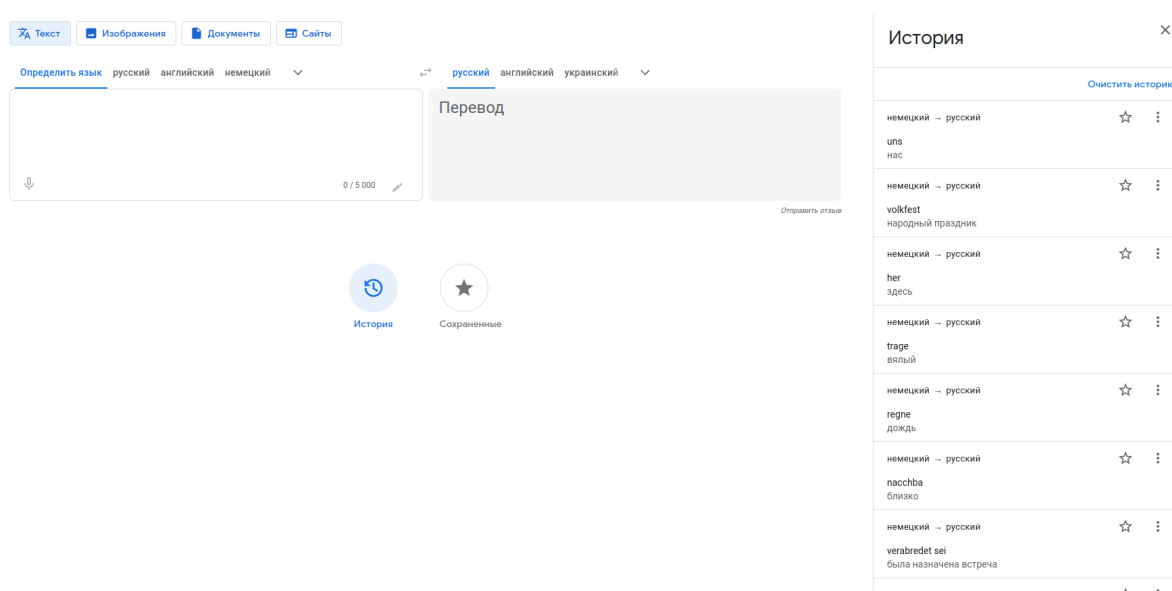 Текст Изображения Документы Сайты
Определить язык русский английский немецкий
русский английский украинский
Перевод
0 / 5 000
Отправить отзыв
История
Сохраненные
История
Очистить истори
немецкий → русский
uns
нас
немецкий → русский
volkfest
народный праздник
немецкий → русский
her
здесь
немецкий → русский
trage
вялый
немецкий → русский
regne
дождь
немецкий → русский
nacchba
близко
немецкий → русский
verabredet sei
была назначена встреча